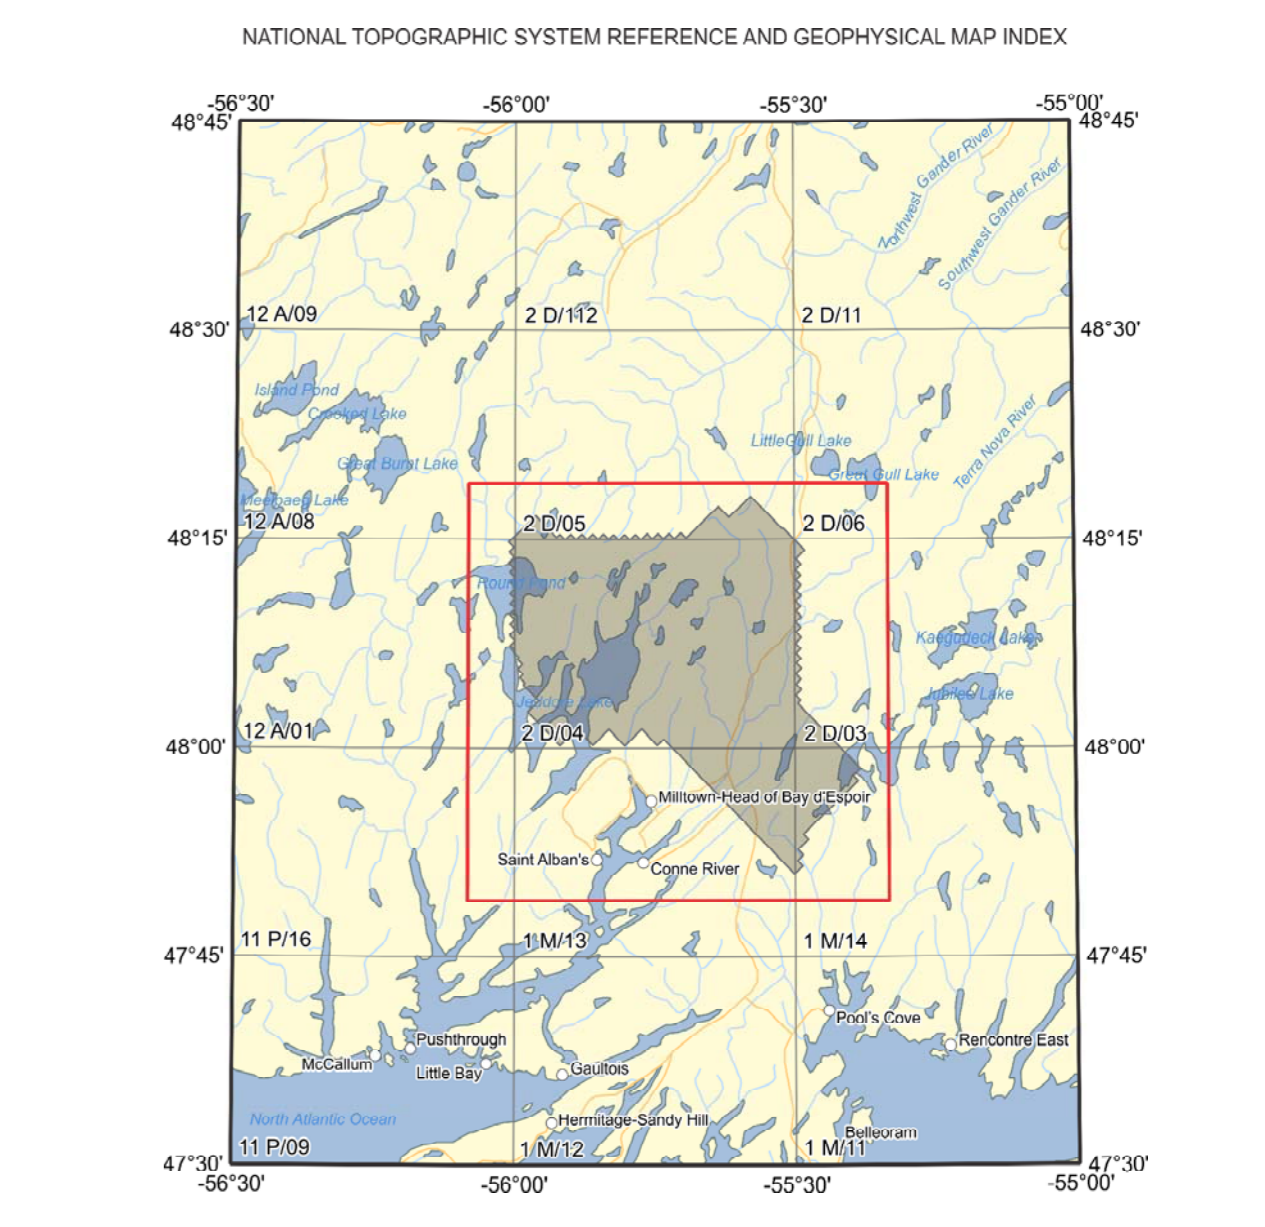 NATIONAL TOPOGRAPHIC SYSTEM REFERENCE AND GEOPHYSICAL MAP INDEX
-56°30' -56°00' -55°30' -55°00'
48°45' 48°45'
Northwest Gander River
Southwest Gander River
12 A/09 2 D/112 2 D/11
48°30' 48°30'
Island Pond
Crooked Lake
Terra Nova River
LittleGull Lake
Great Burnt Lake
Great Gull Lake
Meelpaeg Lake
12 A/08 2 D/05 2 D/06
48°15' 48°15'
Round Pond
Kaegudeck Lake
Jubilee Lake
Jeddore Lake
12 A/01 2 D/04 2 D/03
48°00' 48°00'
Milltown-Head of Bay d'Espoir
Saint Alban's
Conne River
11 P/16 1 M/13 1 M/14
47°45' 47°45'
Pool's Cove
Pushthrough
Rencontre East
McCallum
Little Bay
Gaultois
North Atlantic Ocean
Hermitage-Sandy Hill
Belleoram
11 P/09 1 M/12 1 M/11
47°30' 47°30'
-56°30' -56°00' -55°30' -55°00'